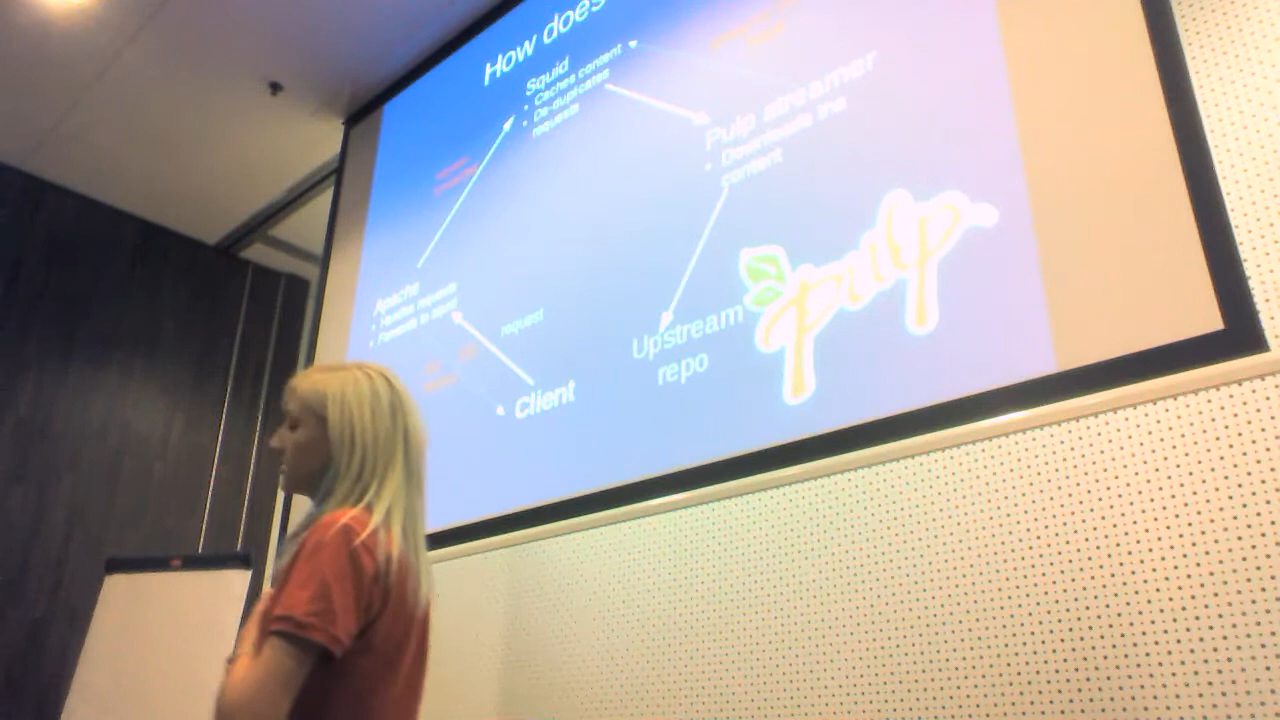 How does
Squid
• Caches content
• De-duplicates
requests
Pulp streamer
• Downloads the
content
Apache
• Handles requests
• Forwards to squid
request
Client
Upstream
repo
pulp